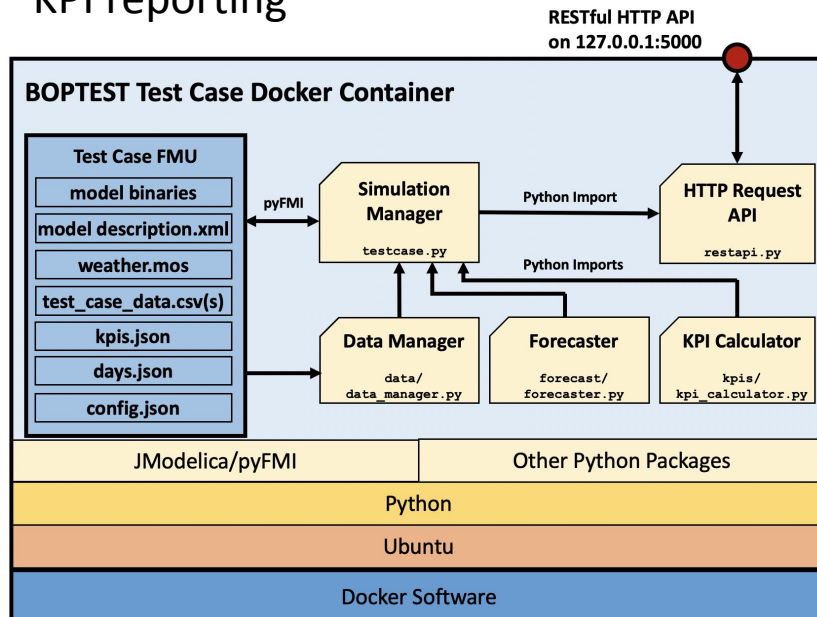 KPI reporting
RESTful HTTP API
on 127.0.0.1:5000
BOPTEST Test Case Docker Container
Test Case FMU
model binaries
model description.xml
weather.mos
test_case_data.csv(s)
kpis.json
days.json
config.json
pyFMI
Simulation
Manager
testcase.py
Python Import
HTTP Request
API
restapi.py
Python Imports
Data Manager
data/
data_manager.py
Forecaster
forecast/
forecaster.py
KPI Calculator
kpis/
kpi_calculator.py
JModelica/pyFMI
Other Python Packages
Python
Ubuntu
Docker Software